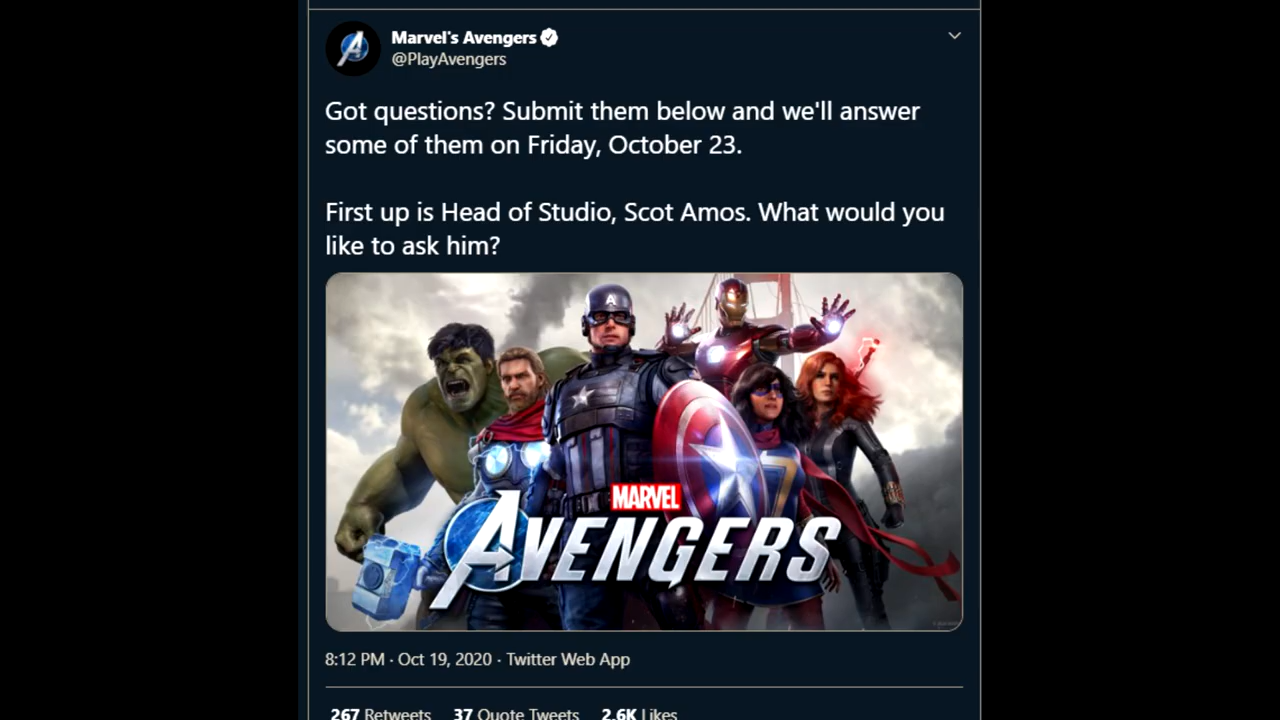 Marvel's Avengers
@PlayAvengers
Got questions? Submit them below and we'll answer
some of them on Friday, October 23.
First up is Head of Studio, Scot Amos. What would you
like to ask him?
A
MARVEL
AVENGERS
8:12 PM · Oct 19, 2020 · Twitter Web App
267 Retweets 37 Quote Tweets 2.6K Likes